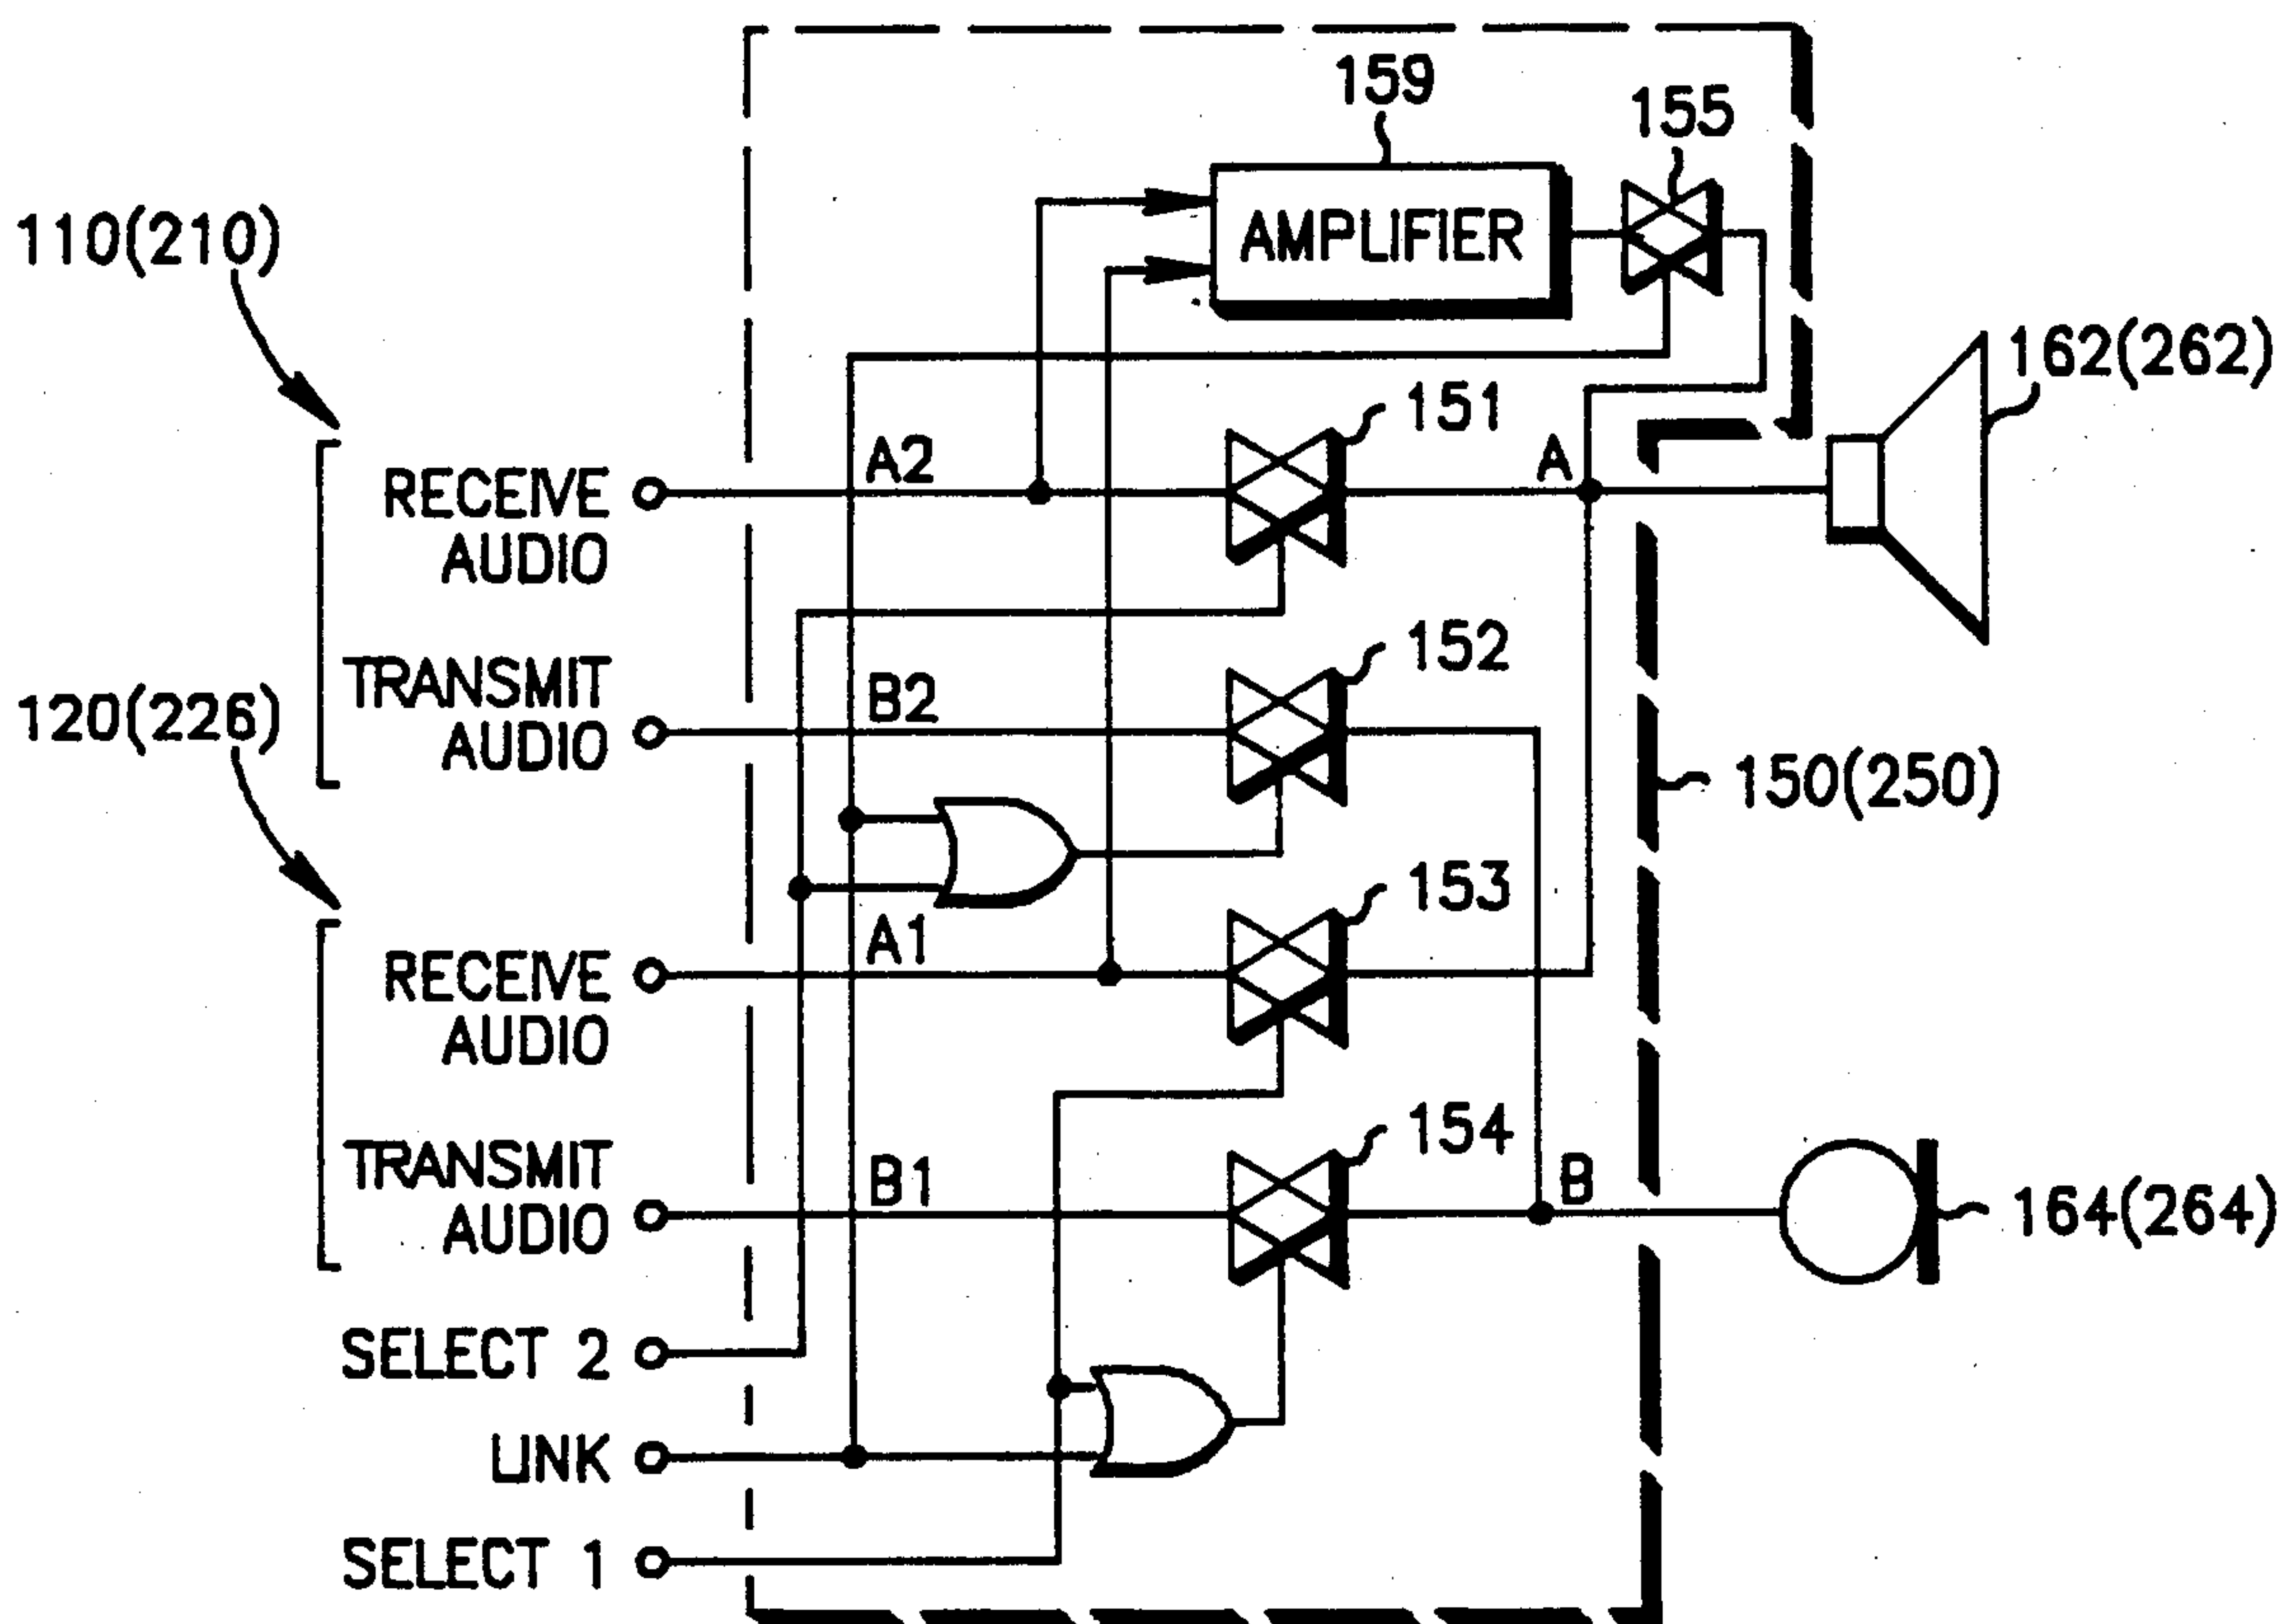 159
155
AMPLIFIER
110(210)
162(262)
151
A2
A
RECEIVE
AUDIO
152
TRANSMIT
AUDIO
B2
120(226)
150(250)
153
A1
RECEIVE
AUDIO
154
TRANSMIT
AUDIO
B1
B
164(264)
SELECT 2
LINK
SELECT 1